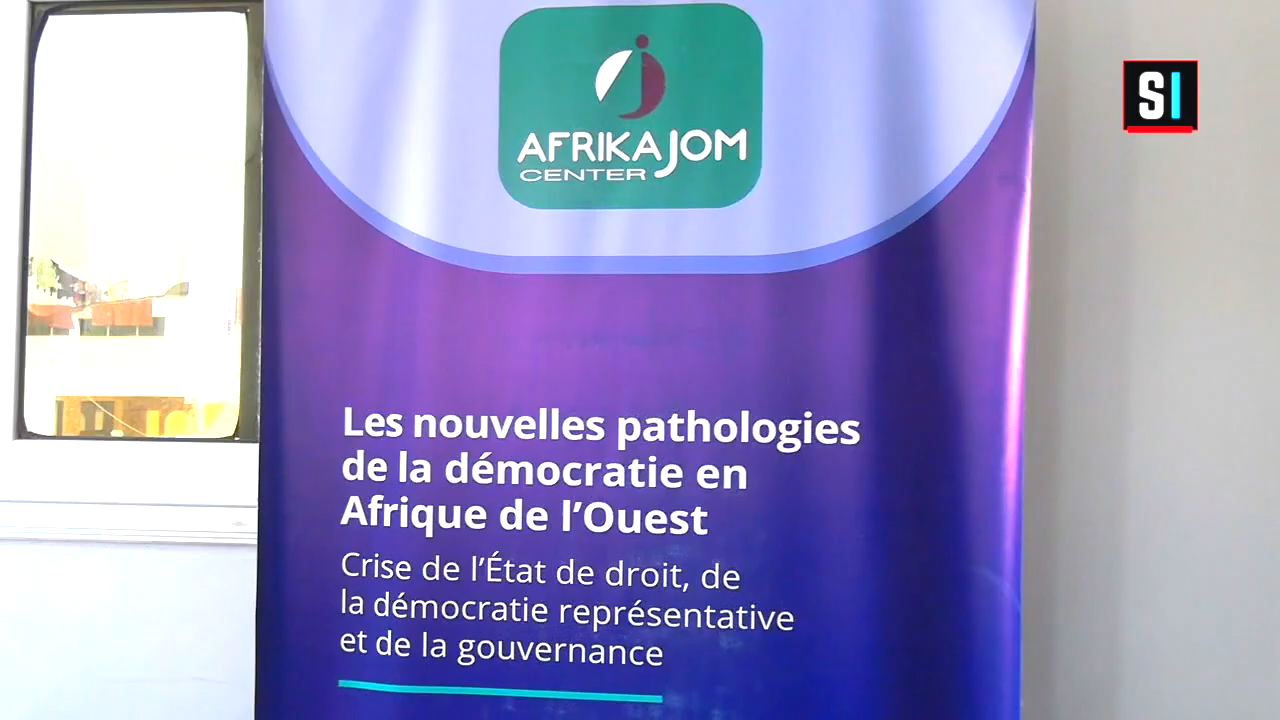 SI
AFRIKAJOM
CENTER
Les nouvelles pathologies
de la démocratie en
Afrique de l’Ouest
Crise de l’État de droit, de
la démocratie représentative
et de la gouvernance